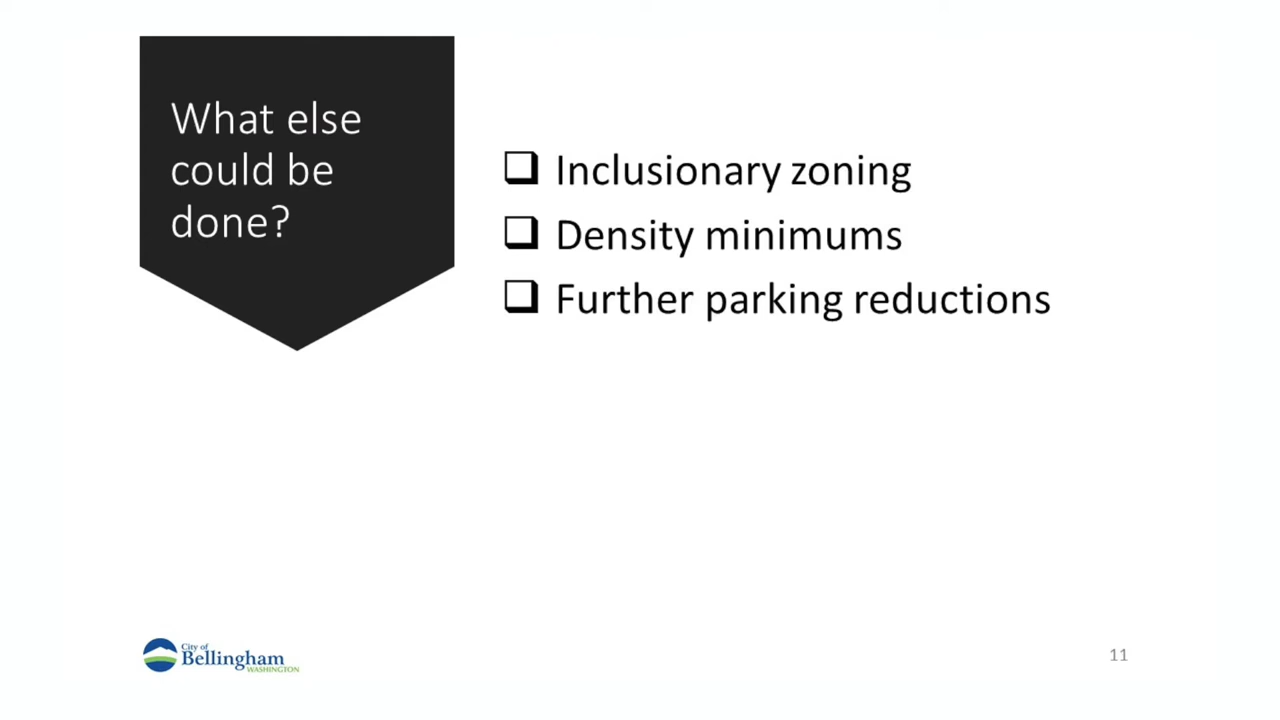 What else
could be
done?
Inclusionary zoning
Density minimums
Further parking reductions
City of
Bellingham
WASHINGTON
11